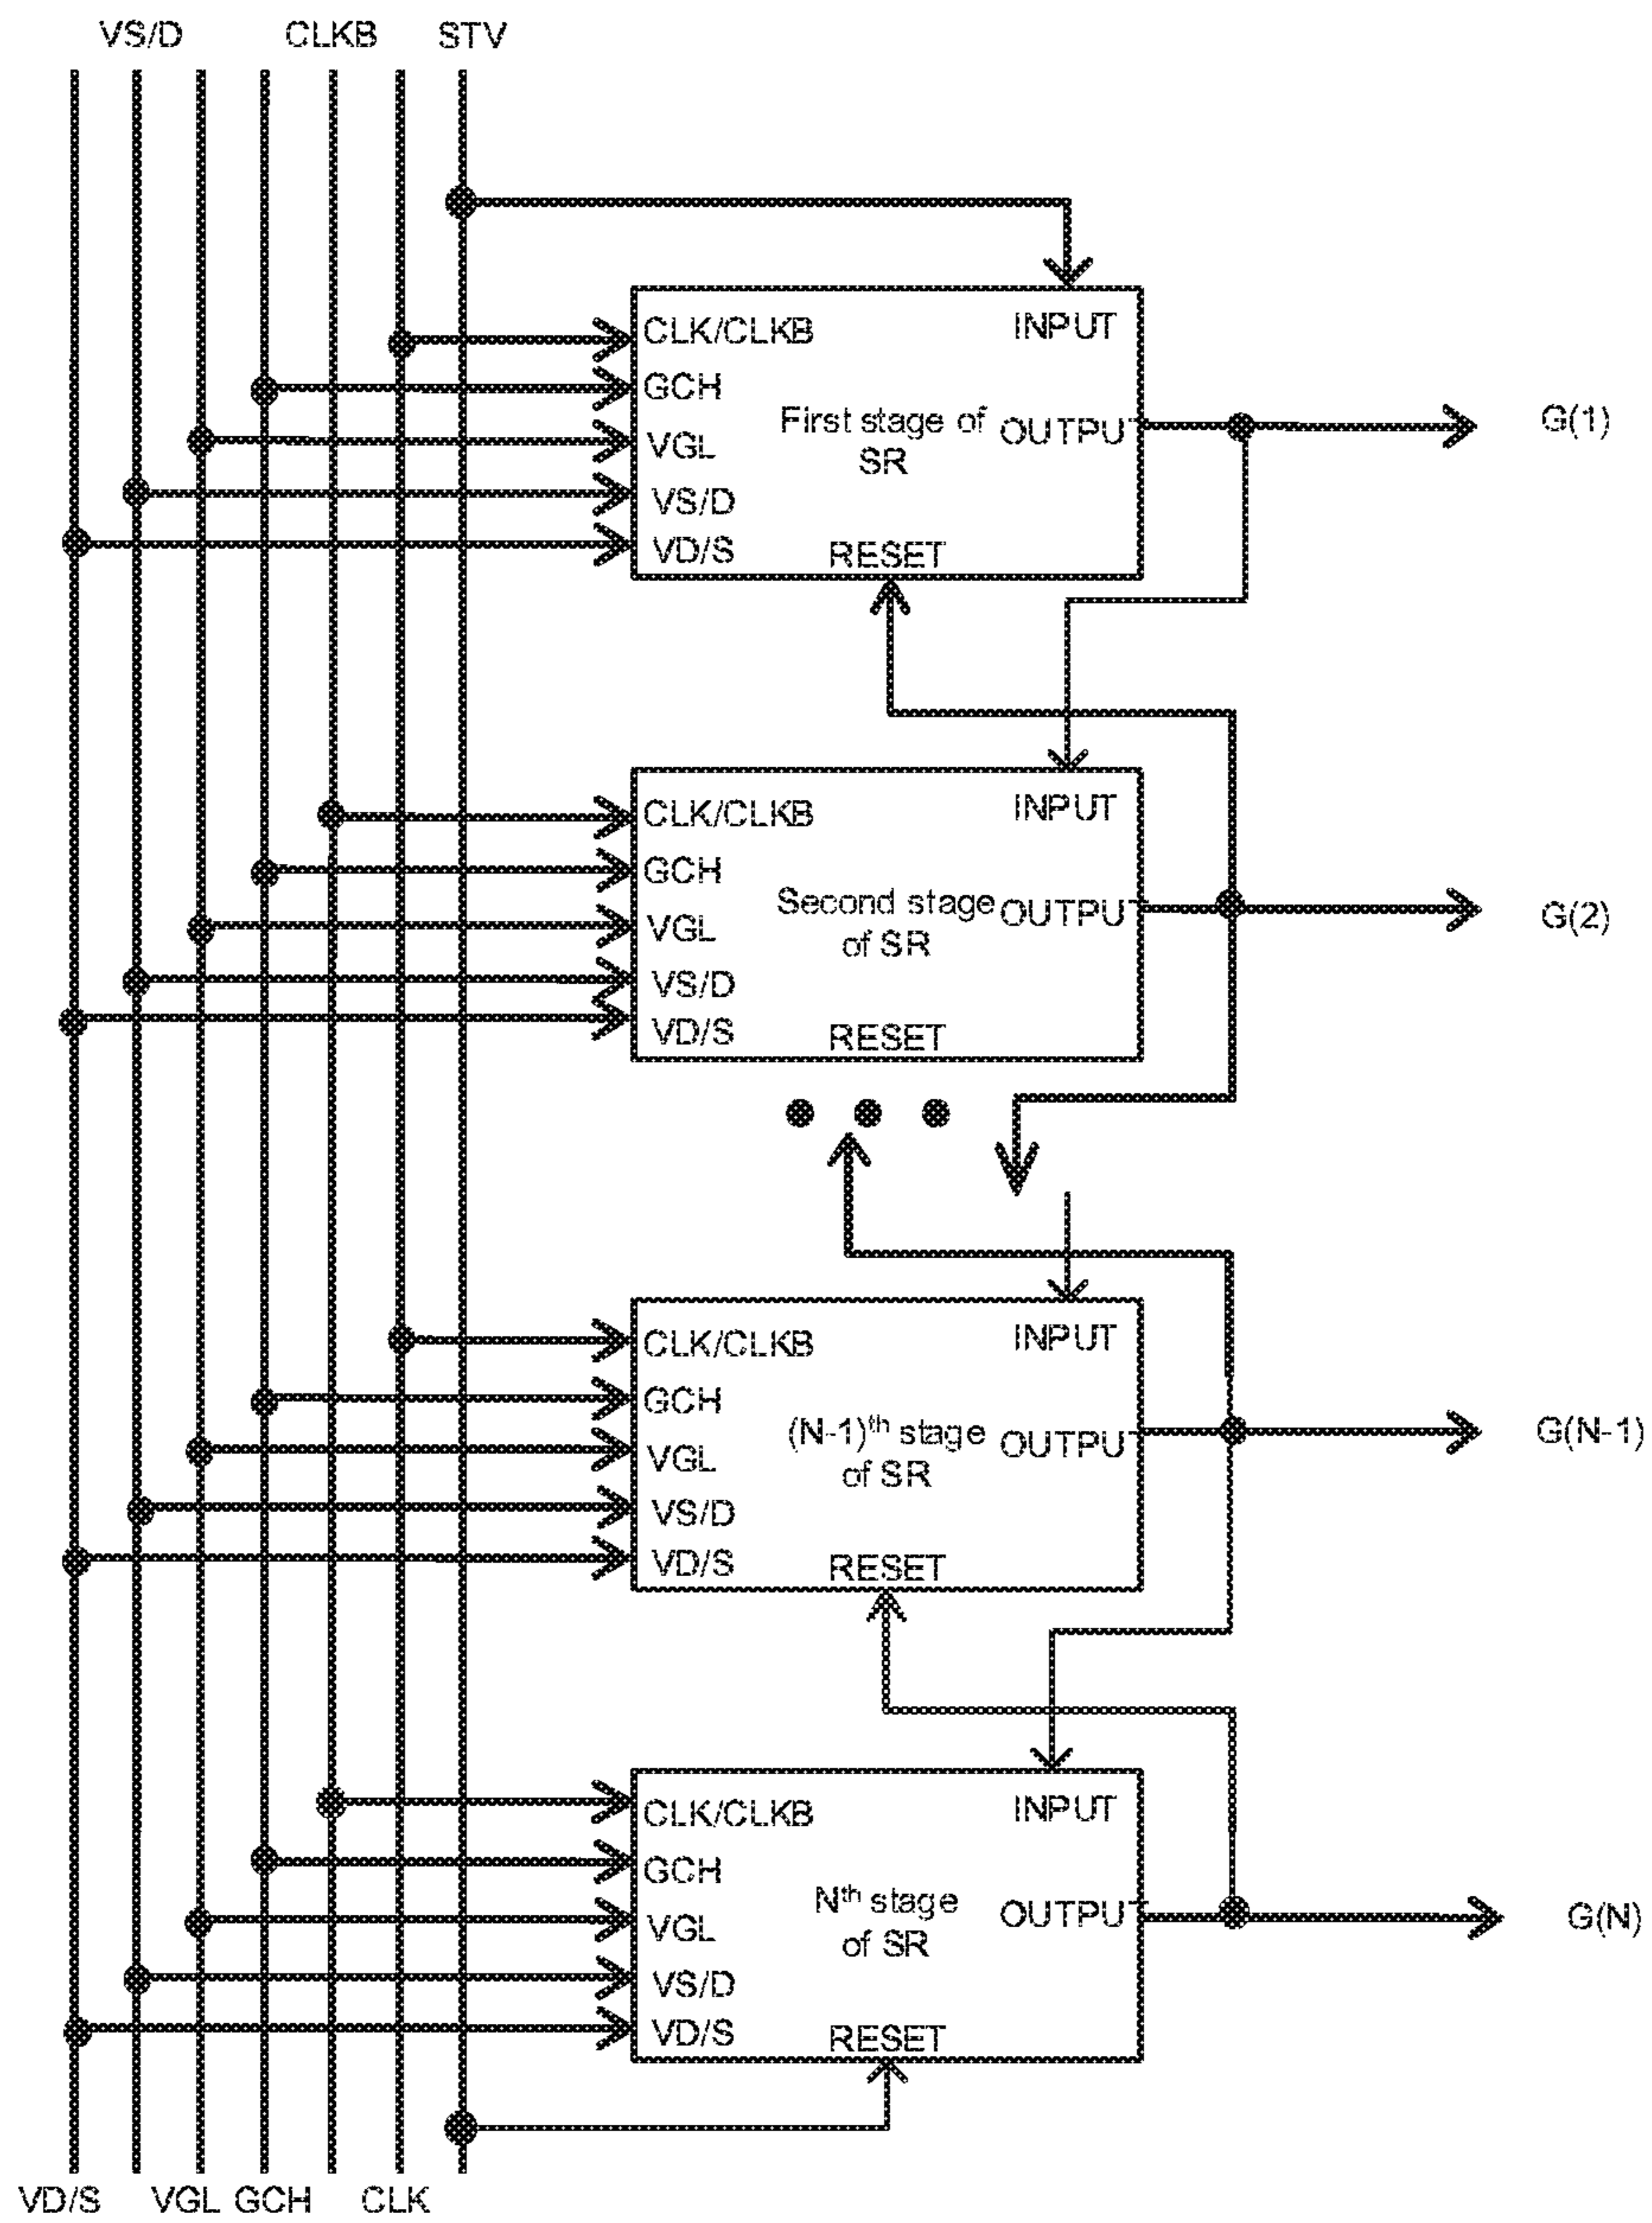 VS/D CLKB STV
CLK/CLKB INPUT
GCH
First stage of OUTPUT G(1)
VGL SR
VS/D
VD/S RESET
CLK/CLKB INPUT
GCH
Second stage OUTPUT G(2)
VGL of SR
VS/D
VD/S RESET
CLK/CLKB INPUT
GCH
(N-1)th stage OUTPUT G(N-1)
VGL of SR
VS/D
VD/S RESET
CLK/CLKB INPUT
GCH
Nth stage OUTPUT G(N)
VGL of SR
VS/D
VD/S RESET
VD/S VGL GCH CLK